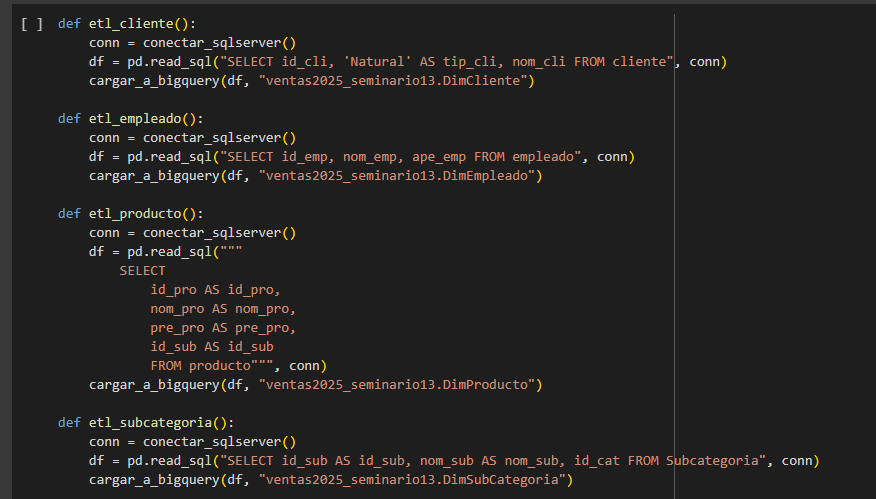 [ ] def etl_cliente():
conn = conectar_sqlserver()
df = pd.read_sql("SELECT id_cli, 'Natural' AS tip_cli, nom_cli FROM cliente", conn)
cargar_a_bigquery(df, "ventas2025_seminario13.DimCliente")
def etl_empleado():
conn = conectar_sqlserver()
df = pd.read_sql("SELECT id_emp, nom_emp, ape_emp FROM empleado", conn)
cargar_a_bigquery(df, "ventas2025_seminario13.DimEmpleado")
def etl_producto():
conn = conectar_sqlserver()
df = pd.read_sql("""
SELECT
id_pro AS id_pro,
nom_pro AS nom_pro,
pre_pro AS pre_pro,
id_sub AS id_sub
FROM producto""", conn)
cargar_a_bigquery(df, "ventas2025_seminario13.DimProducto")
def etl_subcategoria():
conn = conectar_sqlserver()
df = pd.read_sql("SELECT id_sub AS id_sub, nom_sub AS nom_sub, id_cat FROM Subcategoria", conn)
cargar_a_bigquery(df, "ventas2025_seminario13.DimSubCategoria")